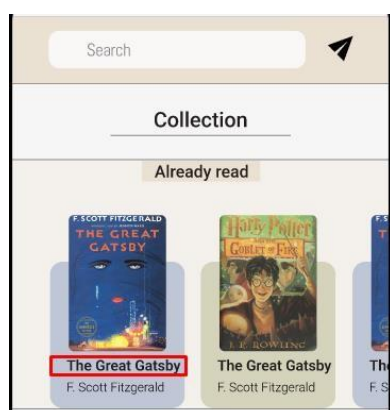 Search
Collection
Already read
F. SCOTT FITZGERALD
THE GREAT
GATSBY
Harry Potter
GOBLET OF FIRE
J. K. ROWLING
The Great Gatsby
F. Scott Fitzgerald
The Great Gatsby
F. Scott Fitzgerald
Th
F. S